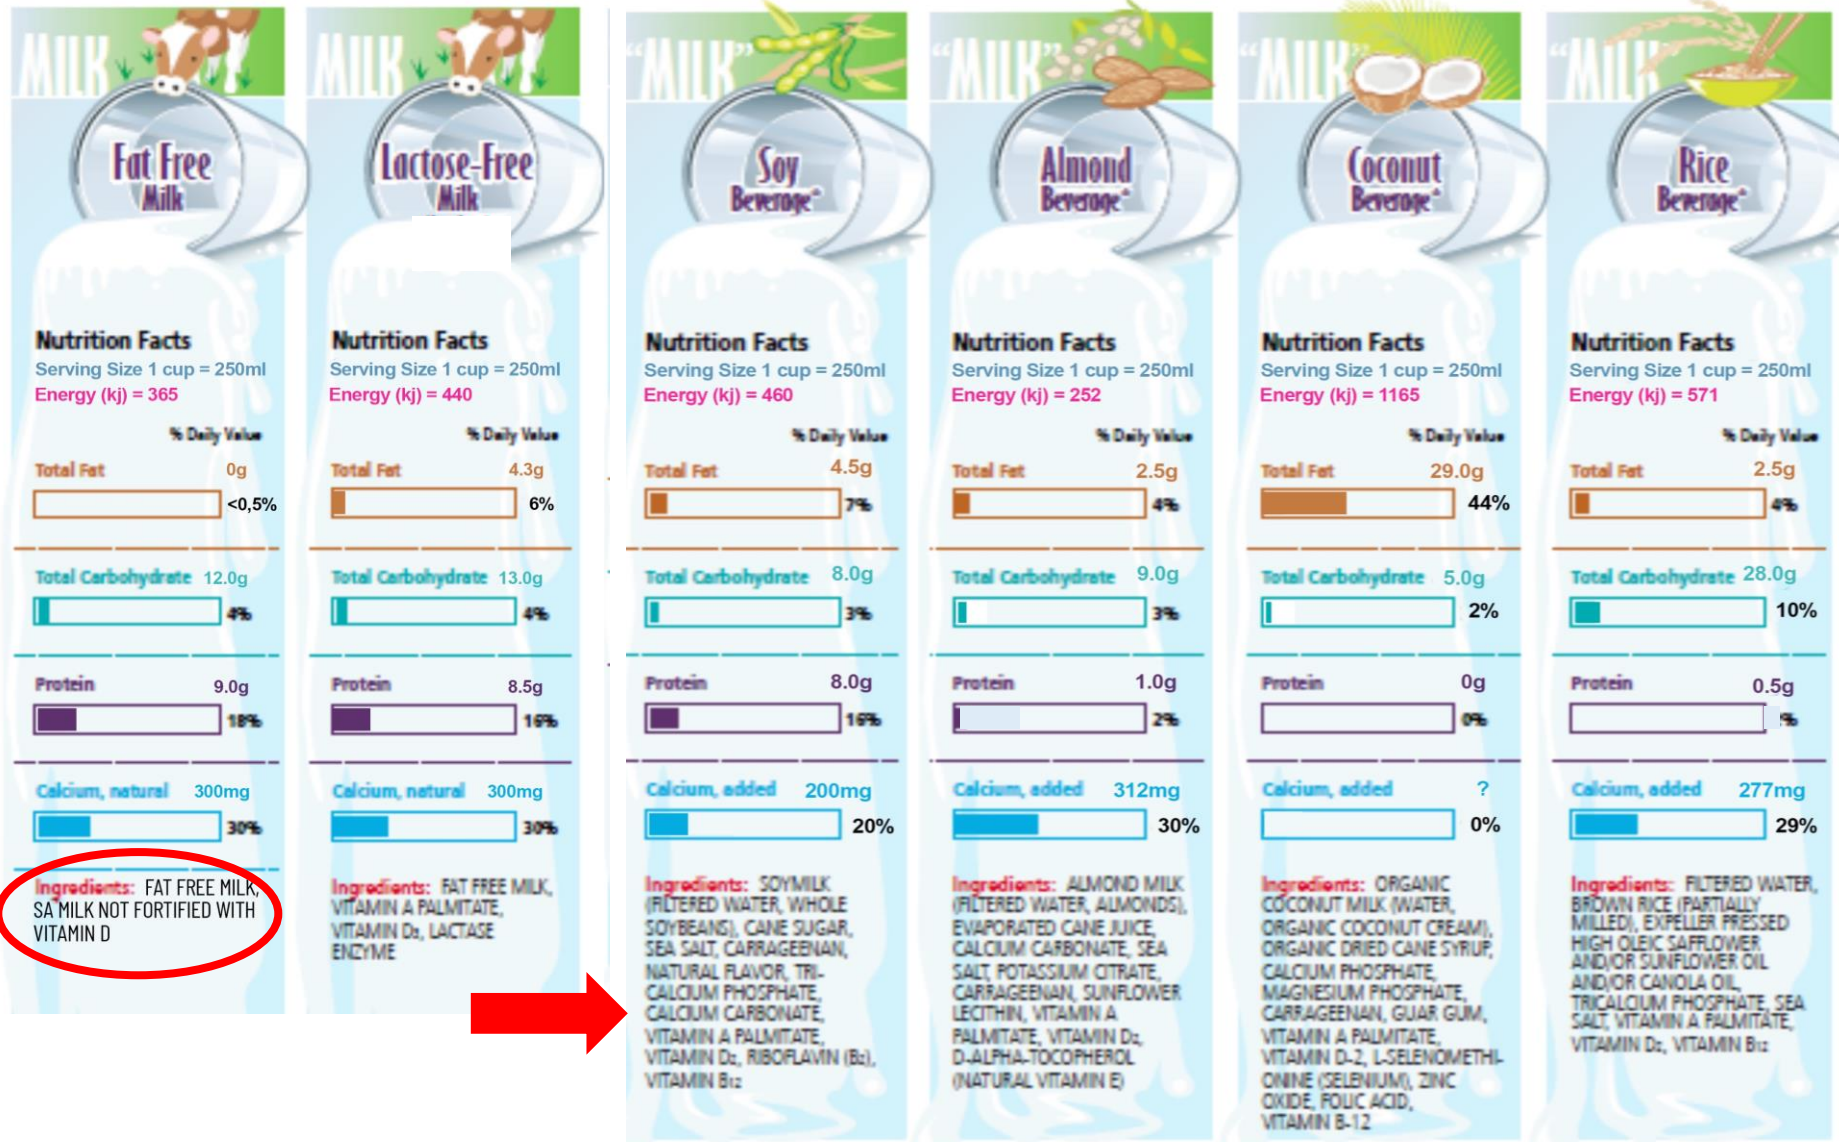 MILK
Fat Free
Milk
Nutrition Facts
Serving Size 1 cup = 250ml
Energy (kj) = 365
% Daily Value
Total Fat 0g
<0,5%
Total Carbohydrate 12.0g
4%
Protein 9.0g
18%
Calcium, natural 300mg
30%
Ingredients: FAT FREE MILK,
SA MILK NOT FORTIFIED WITH
VITAMIN D
MILK
Lactose-Free
Milk
Nutrition Facts
Serving Size 1 cup = 250ml
Energy (kj) = 440
% Daily Value
Total Fat 4.3g
6%
Total Carbohydrate 13.0g
4%
Protein 8.5g
16%
Calcium, natural 300mg
30%
Ingredients: FAT FREE MILK,
VITAMIN A PALMITATE,
VITAMIN D₃, LACTASE
ENZYME
“MILK”
Soy
Beverage*
Nutrition Facts
Serving Size 1 cup = 250ml
Energy (kj) = 460
% Daily Value
Total Fat 4.5g
7%
Total Carbohydrate 8.0g
3%
Protein 8.0g
16%
Calcium, added 200mg
20%
Ingredients: SOYMILK
(FILTERED WATER, WHOLE
SOYBEANS), CANE SUGAR,
SEA SALT, CARRAGEENAN,
NATURAL FLAVOR, TRI-
CALCIUM PHOSPHATE,
CALCIUM CARBONATE,
VITAMIN A PALMITATE,
VITAMIN D₂, RIBOFLAVIN (B₂),
VITAMIN B₁₂
“MILK”
Almond
Beverage*
Nutrition Facts
Serving Size 1 cup = 250ml
Energy (kj) = 252
% Daily Value
Total Fat 2.5g
4%
Total Carbohydrate 9.0g
3%
Protein 1.0g
2%
Calcium, added 312mg
30%
Ingredients: ALMOND MILK
(FILTERED WATER, ALMONDS),
EVAPORATED CANE JUICE,
CALCIUM CARBONATE, SEA
SALT, POTASSIUM CITRATE,
CARRAGEENAN, SUNFLOWER
LECITHIN, VITAMIN A
PALMITATE, VITAMIN D₂,
D-ALPHA-TOCOPHEROL
(NATURAL VITAMIN E)
“MILK”
Coconut
Beverage*
Nutrition Facts
Serving Size 1 cup = 250ml
Energy (kj) = 1165
% Daily Value
Total Fat 29.0g
44%
Total Carbohydrate 5.0g
2%
Protein 0g
0%
Calcium, added ?
0%
Ingredients: ORGANIC
COCONUT MILK (WATER,
ORGANIC COCONUT CREAM),
ORGANIC DRIED CANE SYRUP,
CALCIUM PHOSPHATE,
MAGNESIUM PHOSPHATE,
CARRAGEENAN, GUAR GUM,
VITAMIN A PALMITATE,
VITAMIN D-2, L-SELENOMETHI-
ONINE (SELENIUM), ZINC
OXIDE, FOLIC ACID,
VITAMIN B-12
“MILK”
Rice
Beverage*
Nutrition Facts
Serving Size 1 cup = 250ml
Energy (kj) = 571
% Daily Value
Total Fat 2.5g
4%
Total Carbohydrate 28.0g
10%
Protein 0.5g
%
Calcium, added 277mg
29%
Ingredients: FILTERED WATER,
BROWN RICE (PARTIALLY
MILLED), EXPELLER PRESSED
HIGH OLEIC SAFFLOWER
AND/OR SUNFLOWER OIL
AND/OR CANOLA OIL,
TRICALCIUM PHOSPHATE, SEA
SALT, VITAMIN A PALMITATE,
VITAMIN D₂, VITAMIN B₁₂